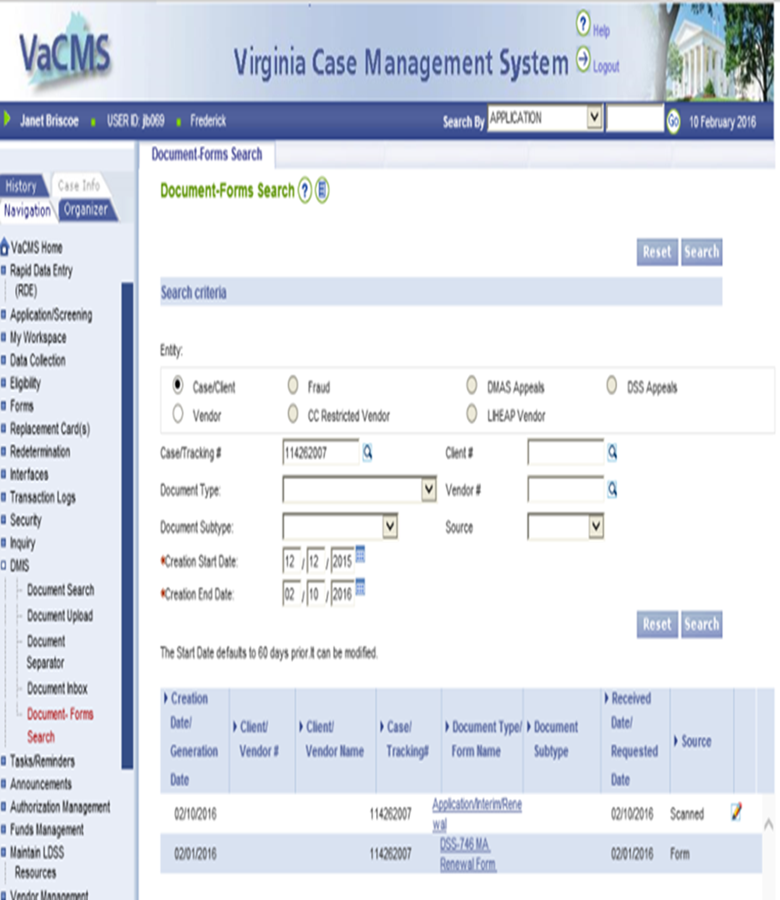 VaCMS
Virginia Case Management System
Help
Logout
Janet Briscoe USER ID: jb069 Frederick
Search By APPLICATION Go 10 February 2016
Document-Forms Search
History Case Info
Navigation Organizer
Document-Forms Search
VaCMS Home
Rapid Data Entry
(RDE)
Application/Screening
My Workspace
Data Collection
Eligibility
Forms
Replacement Card(s)
Redetermination
Interfaces
Transaction Logs
Security
Inquiry
DMIS
Document Search
Document Upload
Document
Separator
Document Inbox
Document- Forms
Search
Tasks/Reminders
Announcements
Authorization Management
Funds Management
Maintain LDSS
Resources
Vendor Management
Reset Search
Search criteria
Entity:
Case/Client Fraud DMAS Appeals DSS Appeals
Vendor CC Restricted Vendor LIHEAP Vendor
Case/Tracking # 114262007 Client #
Document Type: Vendor #
Document Subtype: Source
*Creation Start Date: 12 / 12 / 2015
*Creation End Date: 02 / 10 / 2016
Reset Search
The Start Date defaults to 60 days prior.It can be modified.
Creation
Date/
Generation
Date
Client/
Vendor #
Client/
Vendor Name
Case/
Tracking#
Document Type/
Form Name
Document
Subtype
Received
Date/
Requested
Date
Source
02/10/2016 114262007 Application/Interim/Rene
wal 02/10/2016 Scanned
02/01/2016 114262007 DSS-746 MA
Renewal Form 02/01/2016 Form